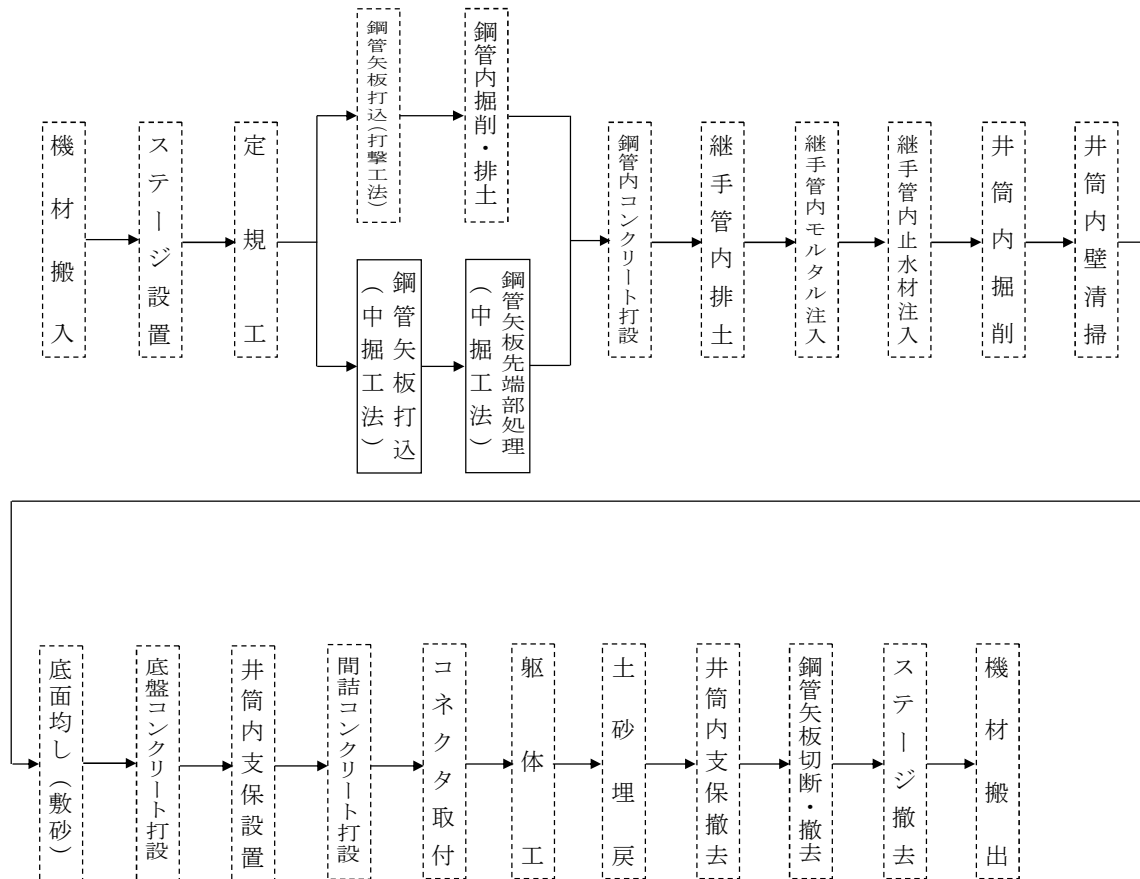 機材搬入
ステージ設置
定規工
鋼管矢板打込(打撃工法)
鋼管内掘削・排土
鋼管矢板打込
(中掘工法)
鋼管矢板先端部処理
(中掘工法)
鋼管内コンクリート打設
継手管内排土
継手管内モルタル注入
継手管内止水材注入
井筒内掘削
井筒内壁清掃
底面均し(敷砂)
底盤コンクリート打設
井筒内支保設置
間詰コンクリート打設
コネクタ取付
躯体工
土砂埋戻
井筒内支保撤去
鋼管矢板切断・撤去
ステージ撤去
機材搬出